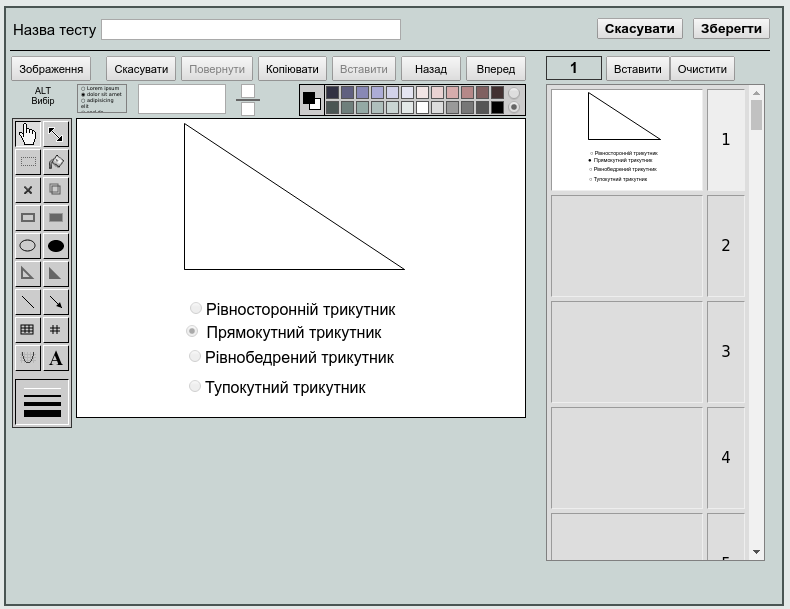 Назва тесту
Скасувати
Зберегти
Зображення
Скасувати
Повернути
Копіювати
Вставити
Назад
Вперед
1
Вставити
Очистити
ALT
Вибір
Lorem ipsum
dolor sit amet
adipisicing
elit
A
Рівносторонній трикутник
Прямокутний трикутник
Рівнобедрений трикутник
Тупокутний трикутник
Рівносторонній трикутник
Прямокутний трикутник
Рівнобедрений трикутник
Тупокутний трикутник
1
2
3
4